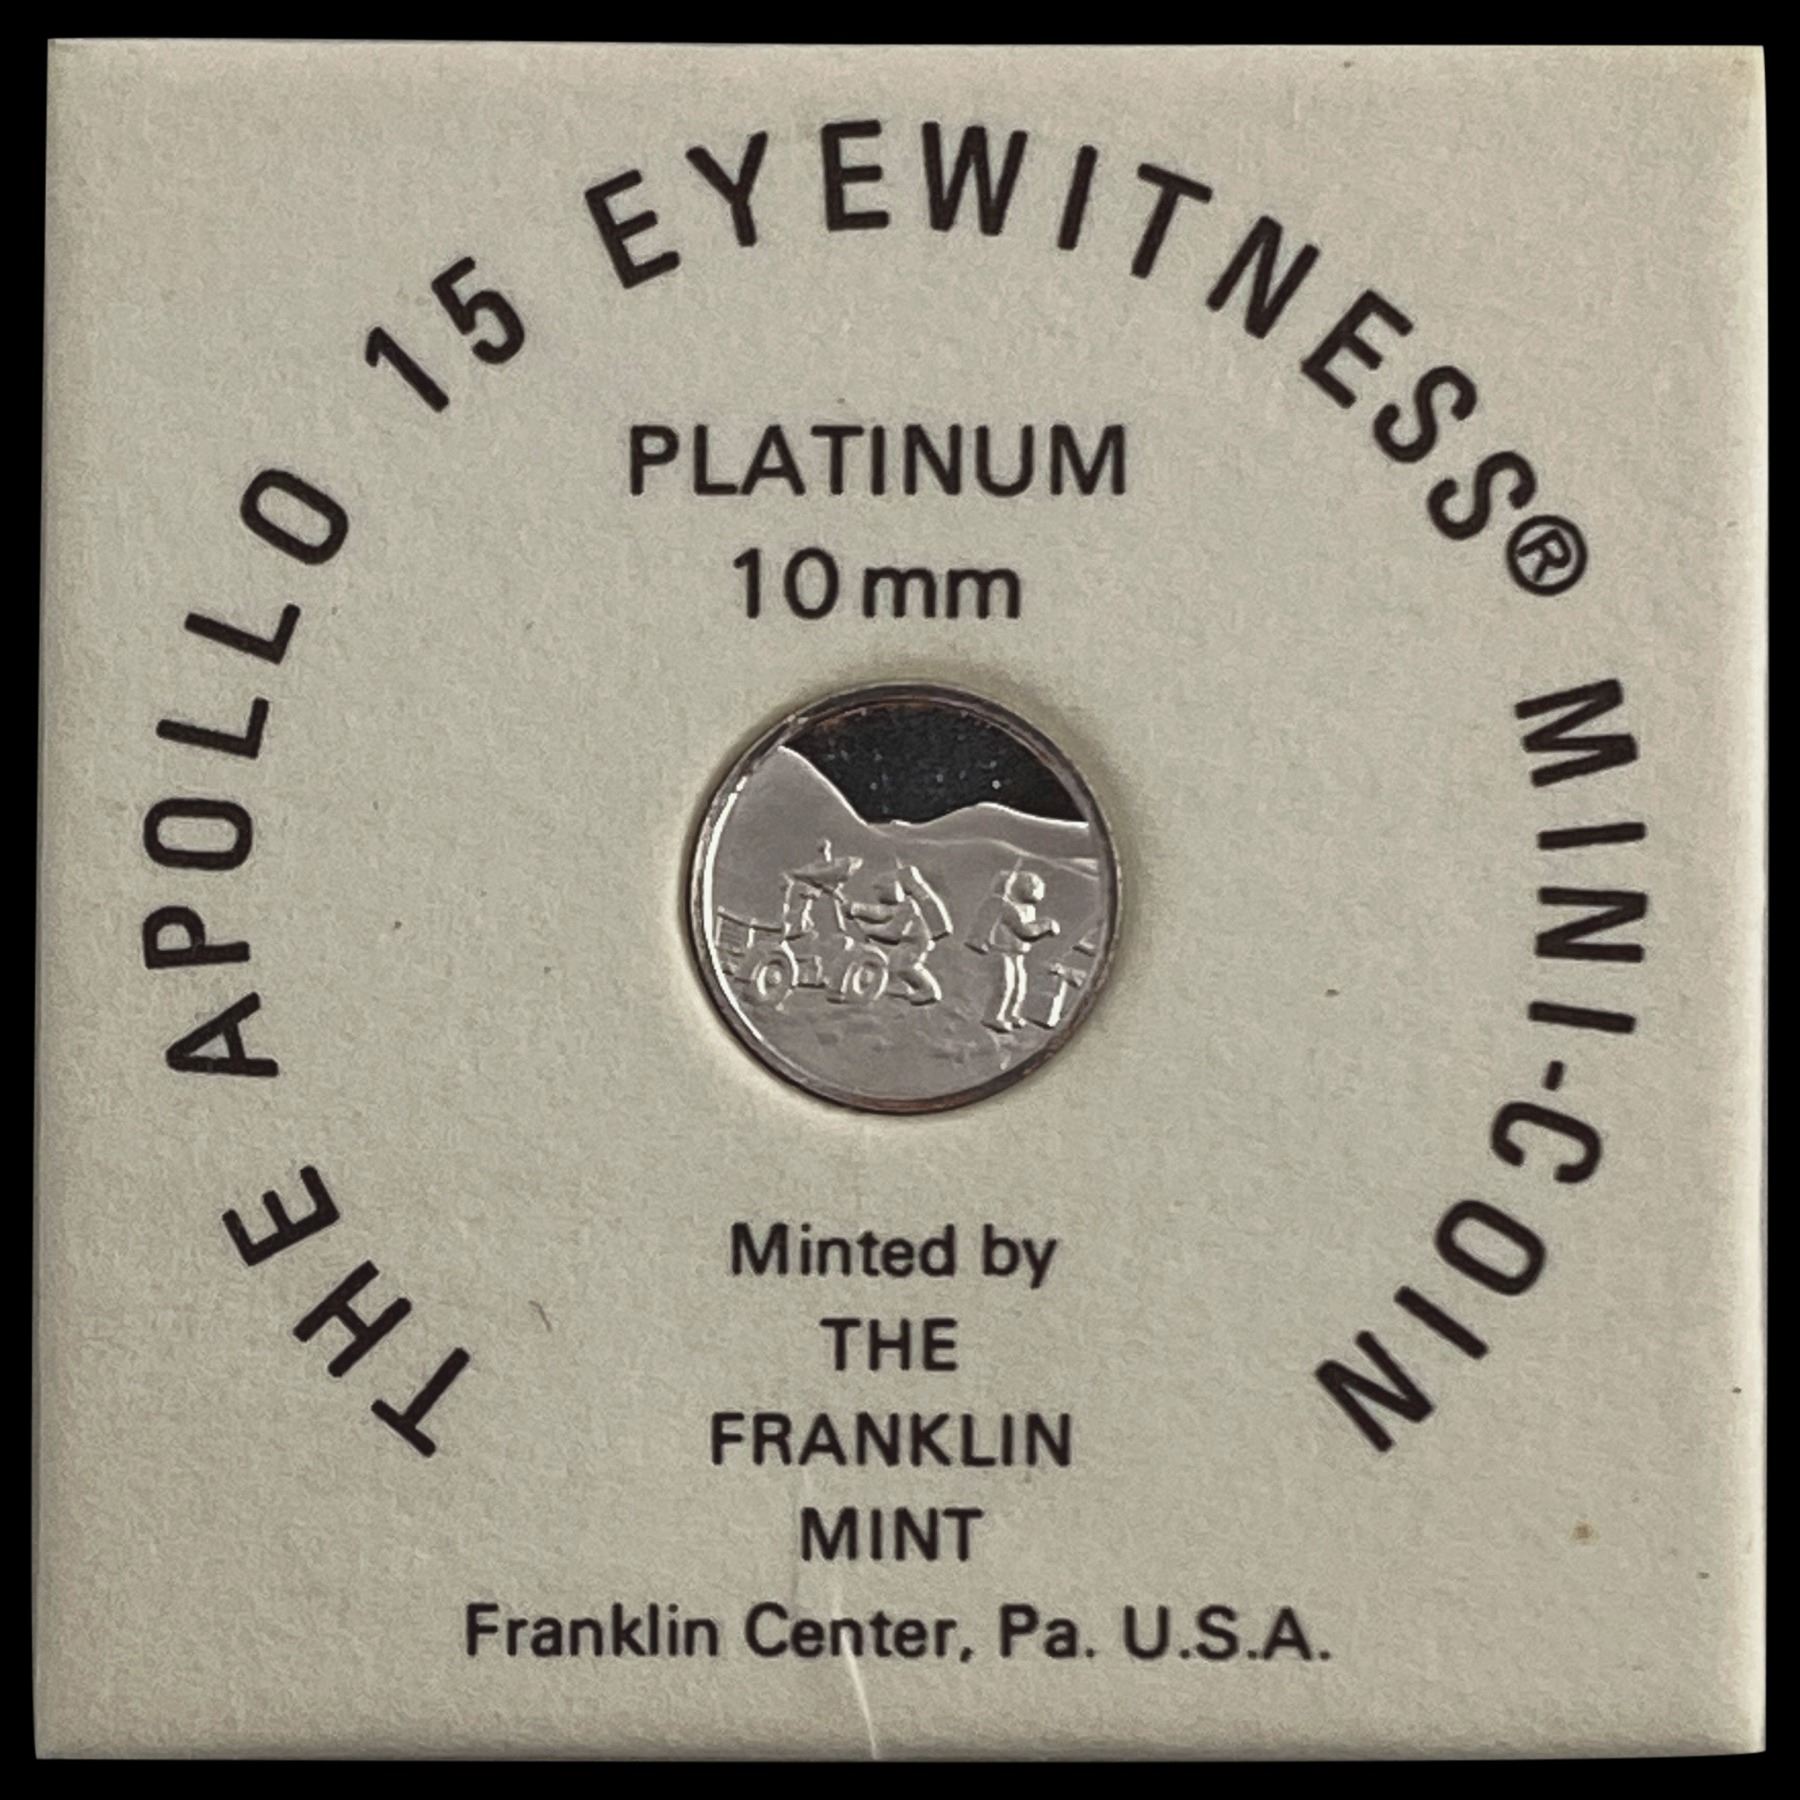 THE APOLLO 15 EYEWITNESS® MINI-COIN
PLATINUM
10 mm
Minted by
THE
FRANKLIN
MINT
Franklin Center, Pa. U.S.A.